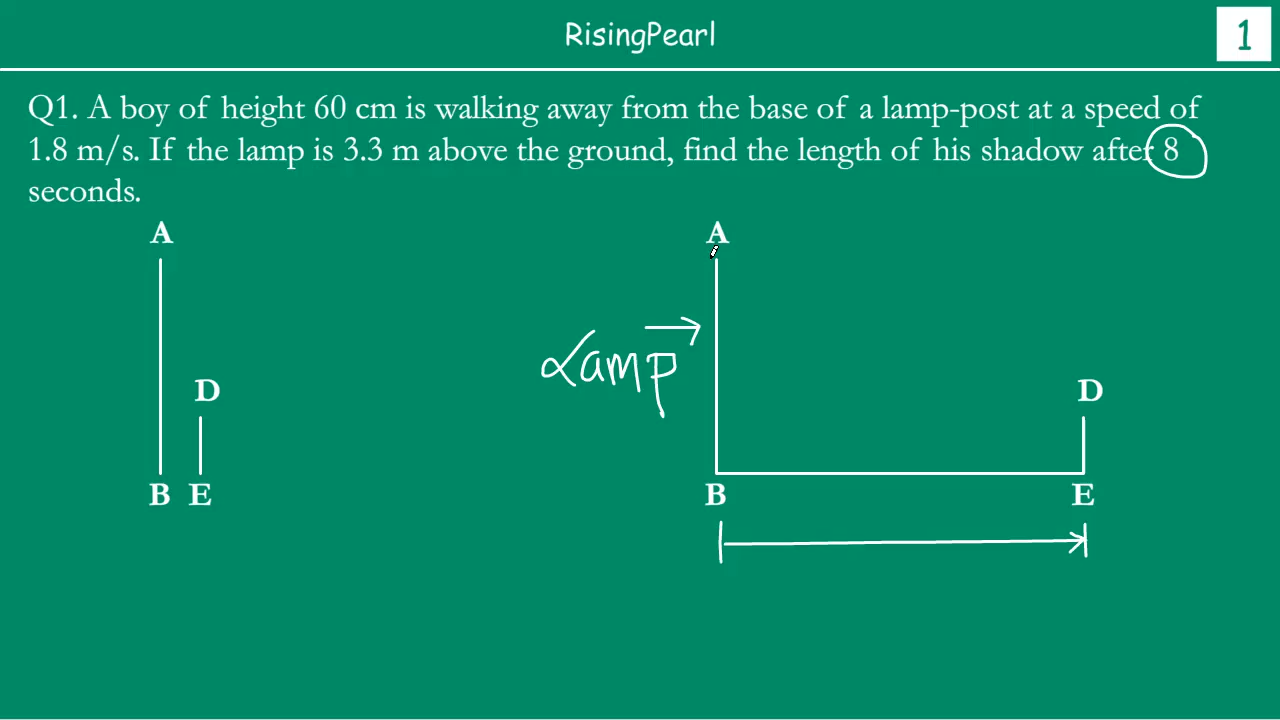 RisingPearl
1
Q1. A boy of height 60 cm is walking away from the base of a lamp-post at a speed of
1.8 m/s. If the lamp is 3.3 m above the ground, find the length of his shadow after 8
seconds.
A
A
Lamp
D
D
B E
B
E